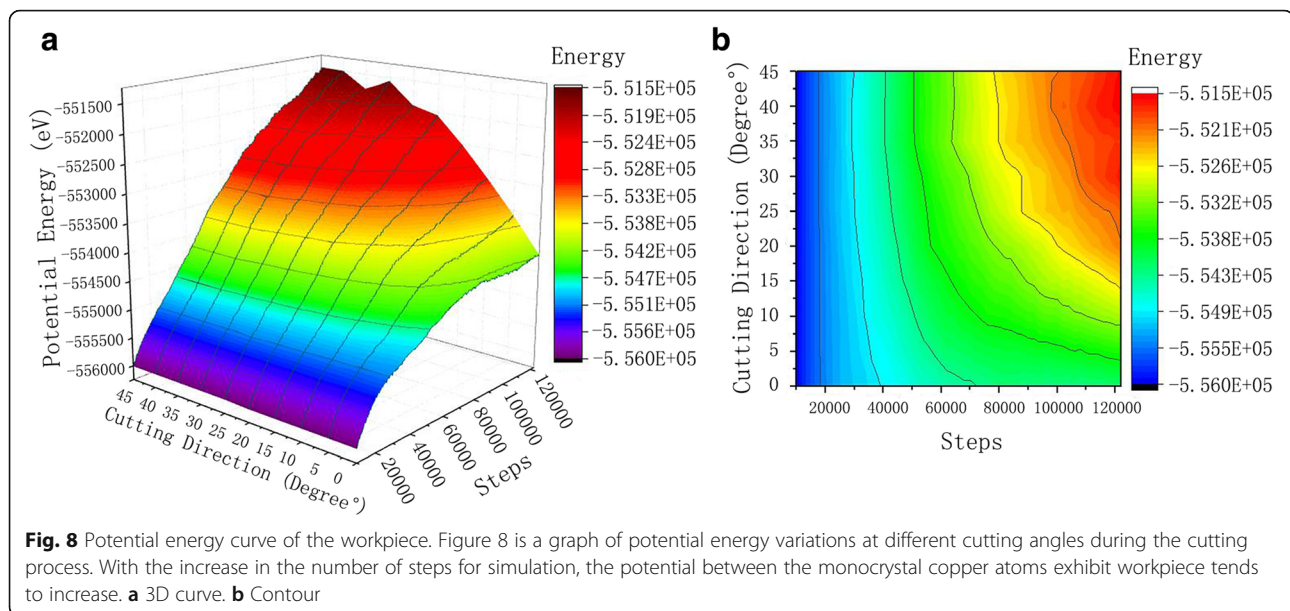 a
Energy
-5.515E+05
-5.519E+05
-5.524E+05
-5.528E+05
-5.533E+05
-5.538E+05
-5.542E+05
-5.547E+05
-5.551E+05
-5.556E+05
-5.560E+05
Potential Energy (eV)
-551500
-552000
-552500
-553000
-553500
-554000
-554500
-555000
-555500
-556000
45 40 35 30 25 20 15 10 5 0
Cutting Direction (Degree°)
20000 40000 60000 80000 100000 120000
Steps
b
Energy
-5.515E+05
-5.521E+05
-5.526E+05
-5.532E+05
-5.538E+05
-5.543E+05
-5.549E+05
-5.555E+05
-5.560E+05
Cutting Direction (Degree°)
45
40
35
30
25
20
15
10
5
0
20000 40000 60000 80000 100000 120000
Steps
Fig. 8 Potential energy curve of the workpiece. Figure 8 is a graph of potential energy variations at different cutting angles during the cutting
process. With the increase in the number of steps for simulation, the potential between the monocrystal copper atoms exhibit workpiece tends
to increase. a 3D curve. b Contour